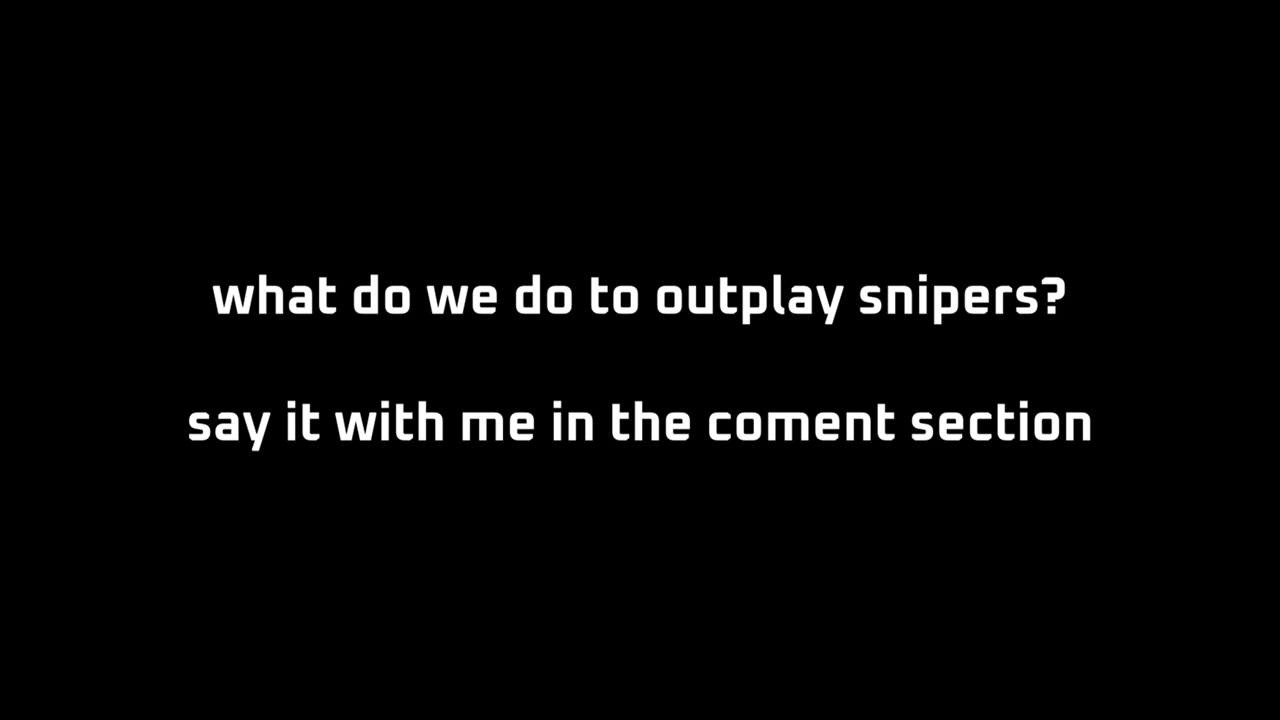 what do we do to outplay snipers?
say it with me in the coment section